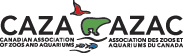 CAZA AZAC
CANADIAN ASSOCIATION
OF ZOOS AND AQUARIUMS
ASSOCIATION DES ZOOS ET
AQUARIUMS DU CANADA